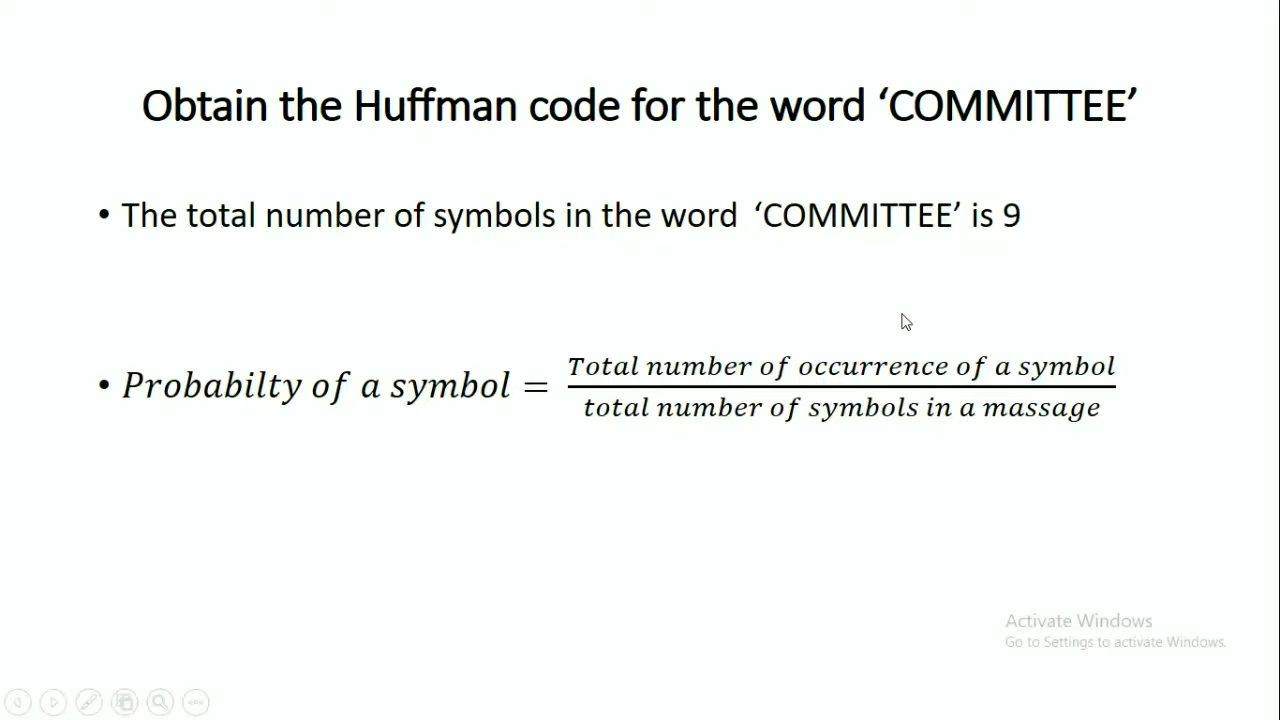 Obtain the Huffman code for the word ‘COMMITTEE’
• The total number of symbols in the word ‘COMMITTEE’ is 9
• Probabilty of a symbol = Total number of occurrence of a symbol
total number of symbols in a massage
Activate Windows
Go to Settings to activate Windows.